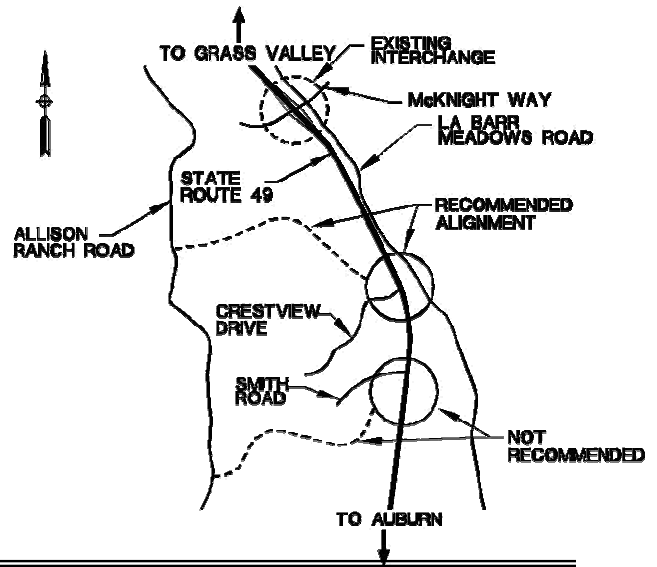 TO GRASS VALLEY
EXISTING
INTERCHANGE
McKNIGHT WAY
LA BARR
MEADOWS ROAD
STATE
ROUTE 49
RECOMMENDED
ALIGNMENT
ALLISON
RANCH ROAD
CRESTVIEW
DRIVE
SMITH
ROAD
NOT
RECOMMENDED
TO AUBURN